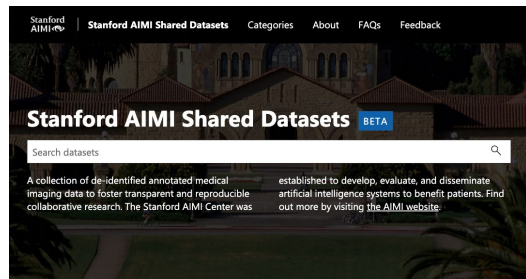 Stanford
AIMI
Stanford AIMI Shared Datasets
Categories
About
FAQs
Feedback
Stanford AIMI Shared Datasets BETA
Search datasets
A collection of de-identified annotated medical
imaging data to foster transparent and reproducible
collaborative research. The Stanford AIMI Center was
established to develop, evaluate, and disseminate
artificial intelligence systems to benefit patients. Find
out more by visiting the AIMI website.